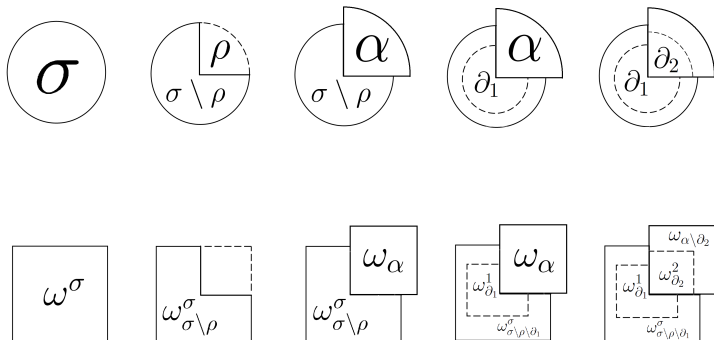 σ
ρ
σ \ ρ
α
σ \ ρ
α
∂₁
∂₂
∂₁
ω^σ
ω^σ_{σ\ρ}
ω_α
ω^σ_{σ\ρ}
ω_α
ω^1_{∂₁}
ω^σ_{σ\ρ\∂₁}
ω_{α\∂₂}
ω^1_{∂₁}
ω^2_{∂₂}
ω^σ_{σ\ρ\∂₁}